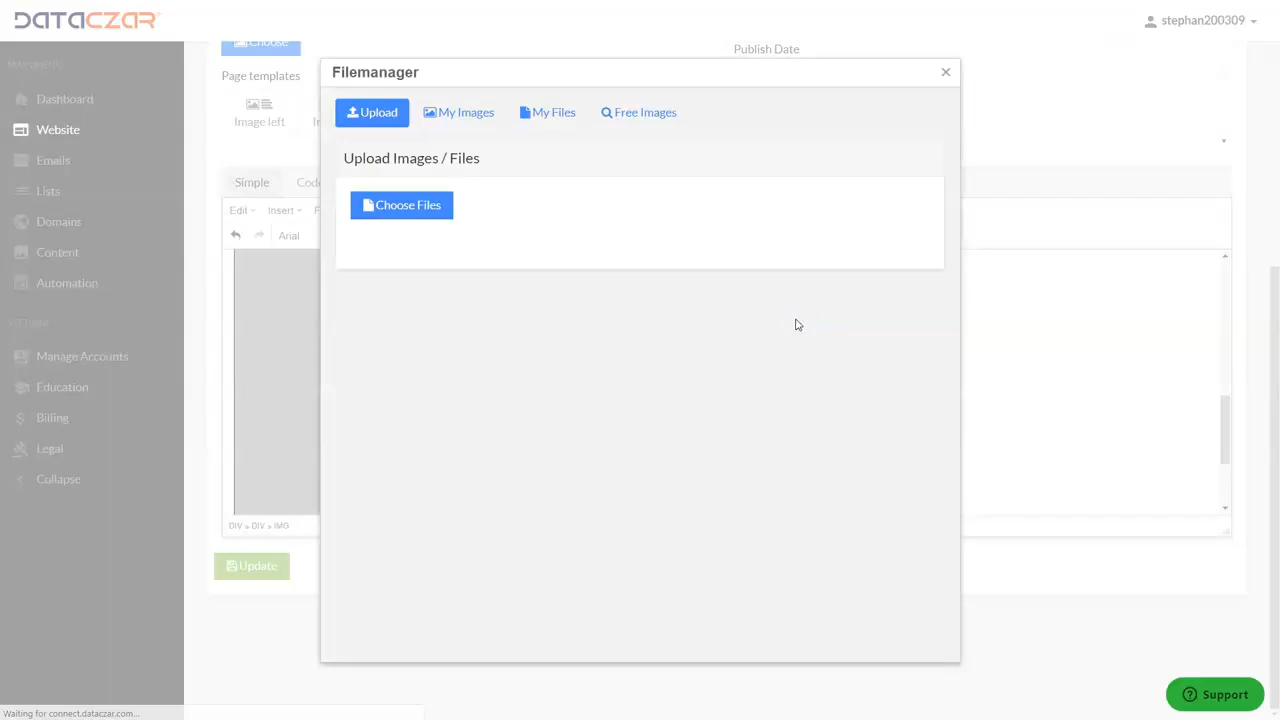 DATACZAR
stephan200309
Choose
Publish Date
Page templates
Image left
Filemanager
×
Upload
My Images
My Files
Free Images
Upload Images / Files
Choose Files
Dashboard
Website
Emails
Lists
Domains
Content
Automation
Manage Accounts
Education
Billing
Legal
Collapse
Simple
Code
Edit
Insert
Arial
DIV » DIV » IMG
Update
Support
Waiting for connect.dataczar.com...